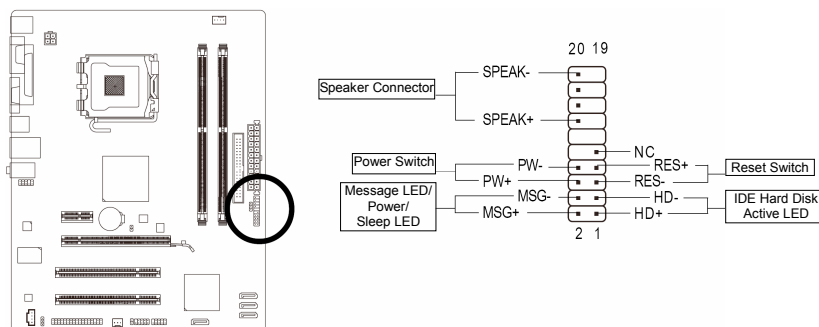 20 19
SPEAK-
Speaker Connector
SPEAK+
NC
Power Switch
PW-
RES+
Reset Switch
PW+
RES-
Message LED/
Power/
Sleep LED
MSG-
HD-
IDE Hard Disk
Active LED
MSG+
HD+
2 1